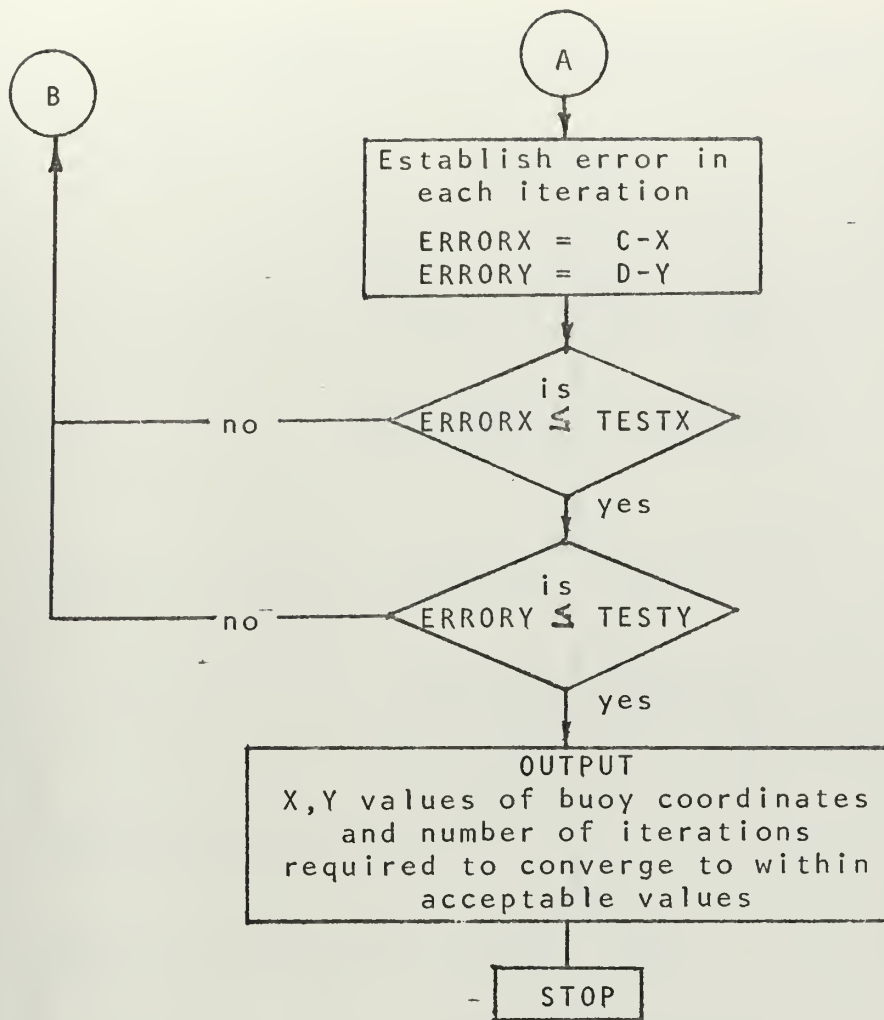 A
B
Establish error in
each iteration
ERRORX = C-X
ERRORY = D-Y
is
ERRORX ≤ TESTX
no
yes
is
ERRORY ≤ TESTY
no
yes
OUTPUT
X,Y values of buoy coordinates
and number of iterations
required to converge to within
acceptable values
STOP